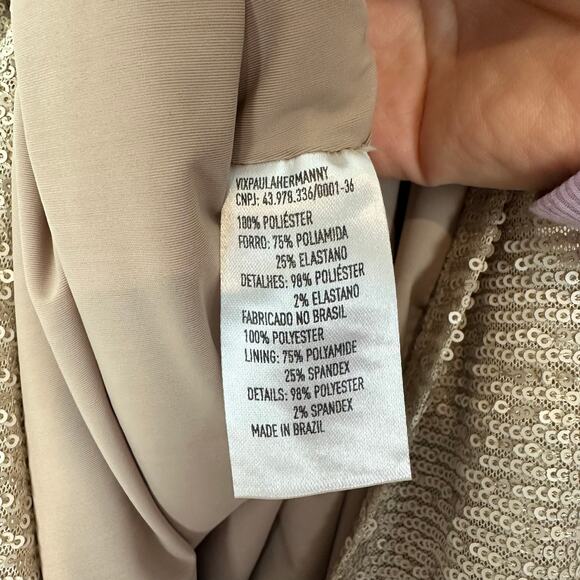 VIXPAULAHERMANNY
CNPJ: 43.978.336/0001-36
100% POLIÉSTER
FORRO: 75% POLIAMIDA
25% ELASTANO
DETALHES: 98% POLIÉSTER
2% ELASTANO
FABRICADO NO BRASIL
100% POLYESTER
LINING: 75% POLYAMIDE
25% SPANDEX
DETAILS: 98% POLYESTER
2% SPANDEX
MADE IN BRAZIL